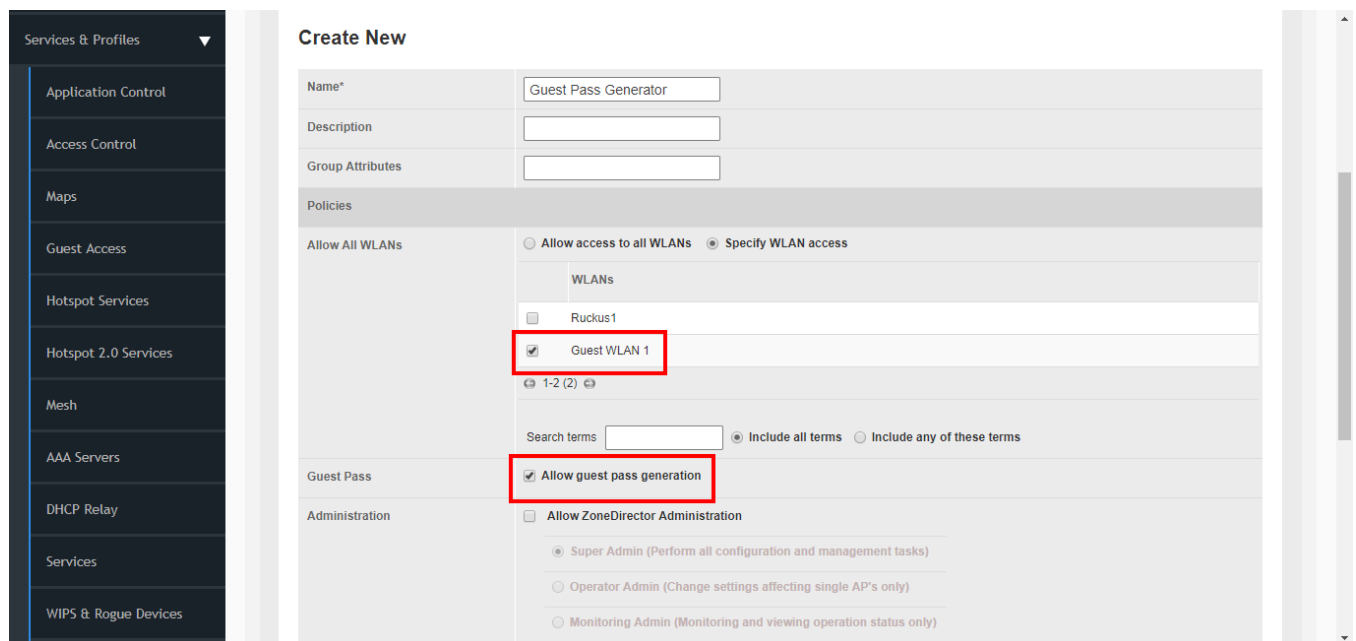 Services & Profiles
Application Control
Access Control
Maps
Guest Access
Hotspot Services
Hotspot 2.0 Services
Mesh
AAA Servers
DHCP Relay
Services
WIPS & Rogue Devices
Create New
Name* Guest Pass Generator
Description
Group Attributes
Policies
Allow All WLANs Allow access to all WLANs Specify WLAN access
WLANs
Ruckus1
Guest WLAN 1
1-2 (2)
Search terms Include all terms Include any of these terms
Guest Pass Allow guest pass generation
Administration Allow ZoneDirector Administration
Super Admin (Perform all configuration and management tasks)
Operator Admin (Change settings affecting single AP's only)
Monitoring Admin (Monitoring and viewing operation status only)